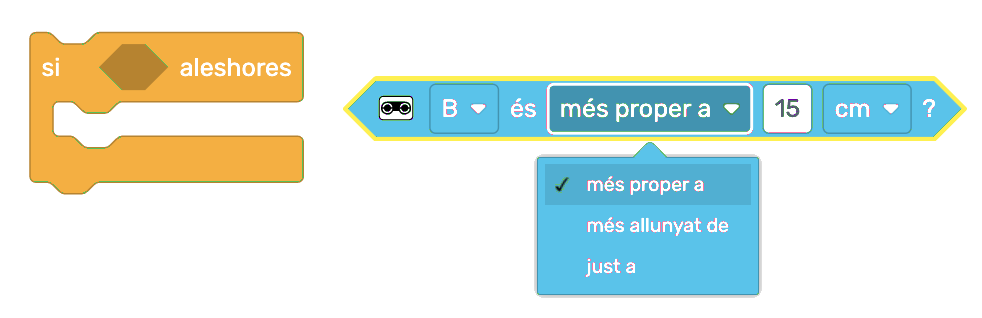 si aleshores
B és més proper a 15 cm ?
més proper a
més allunyat de
just a